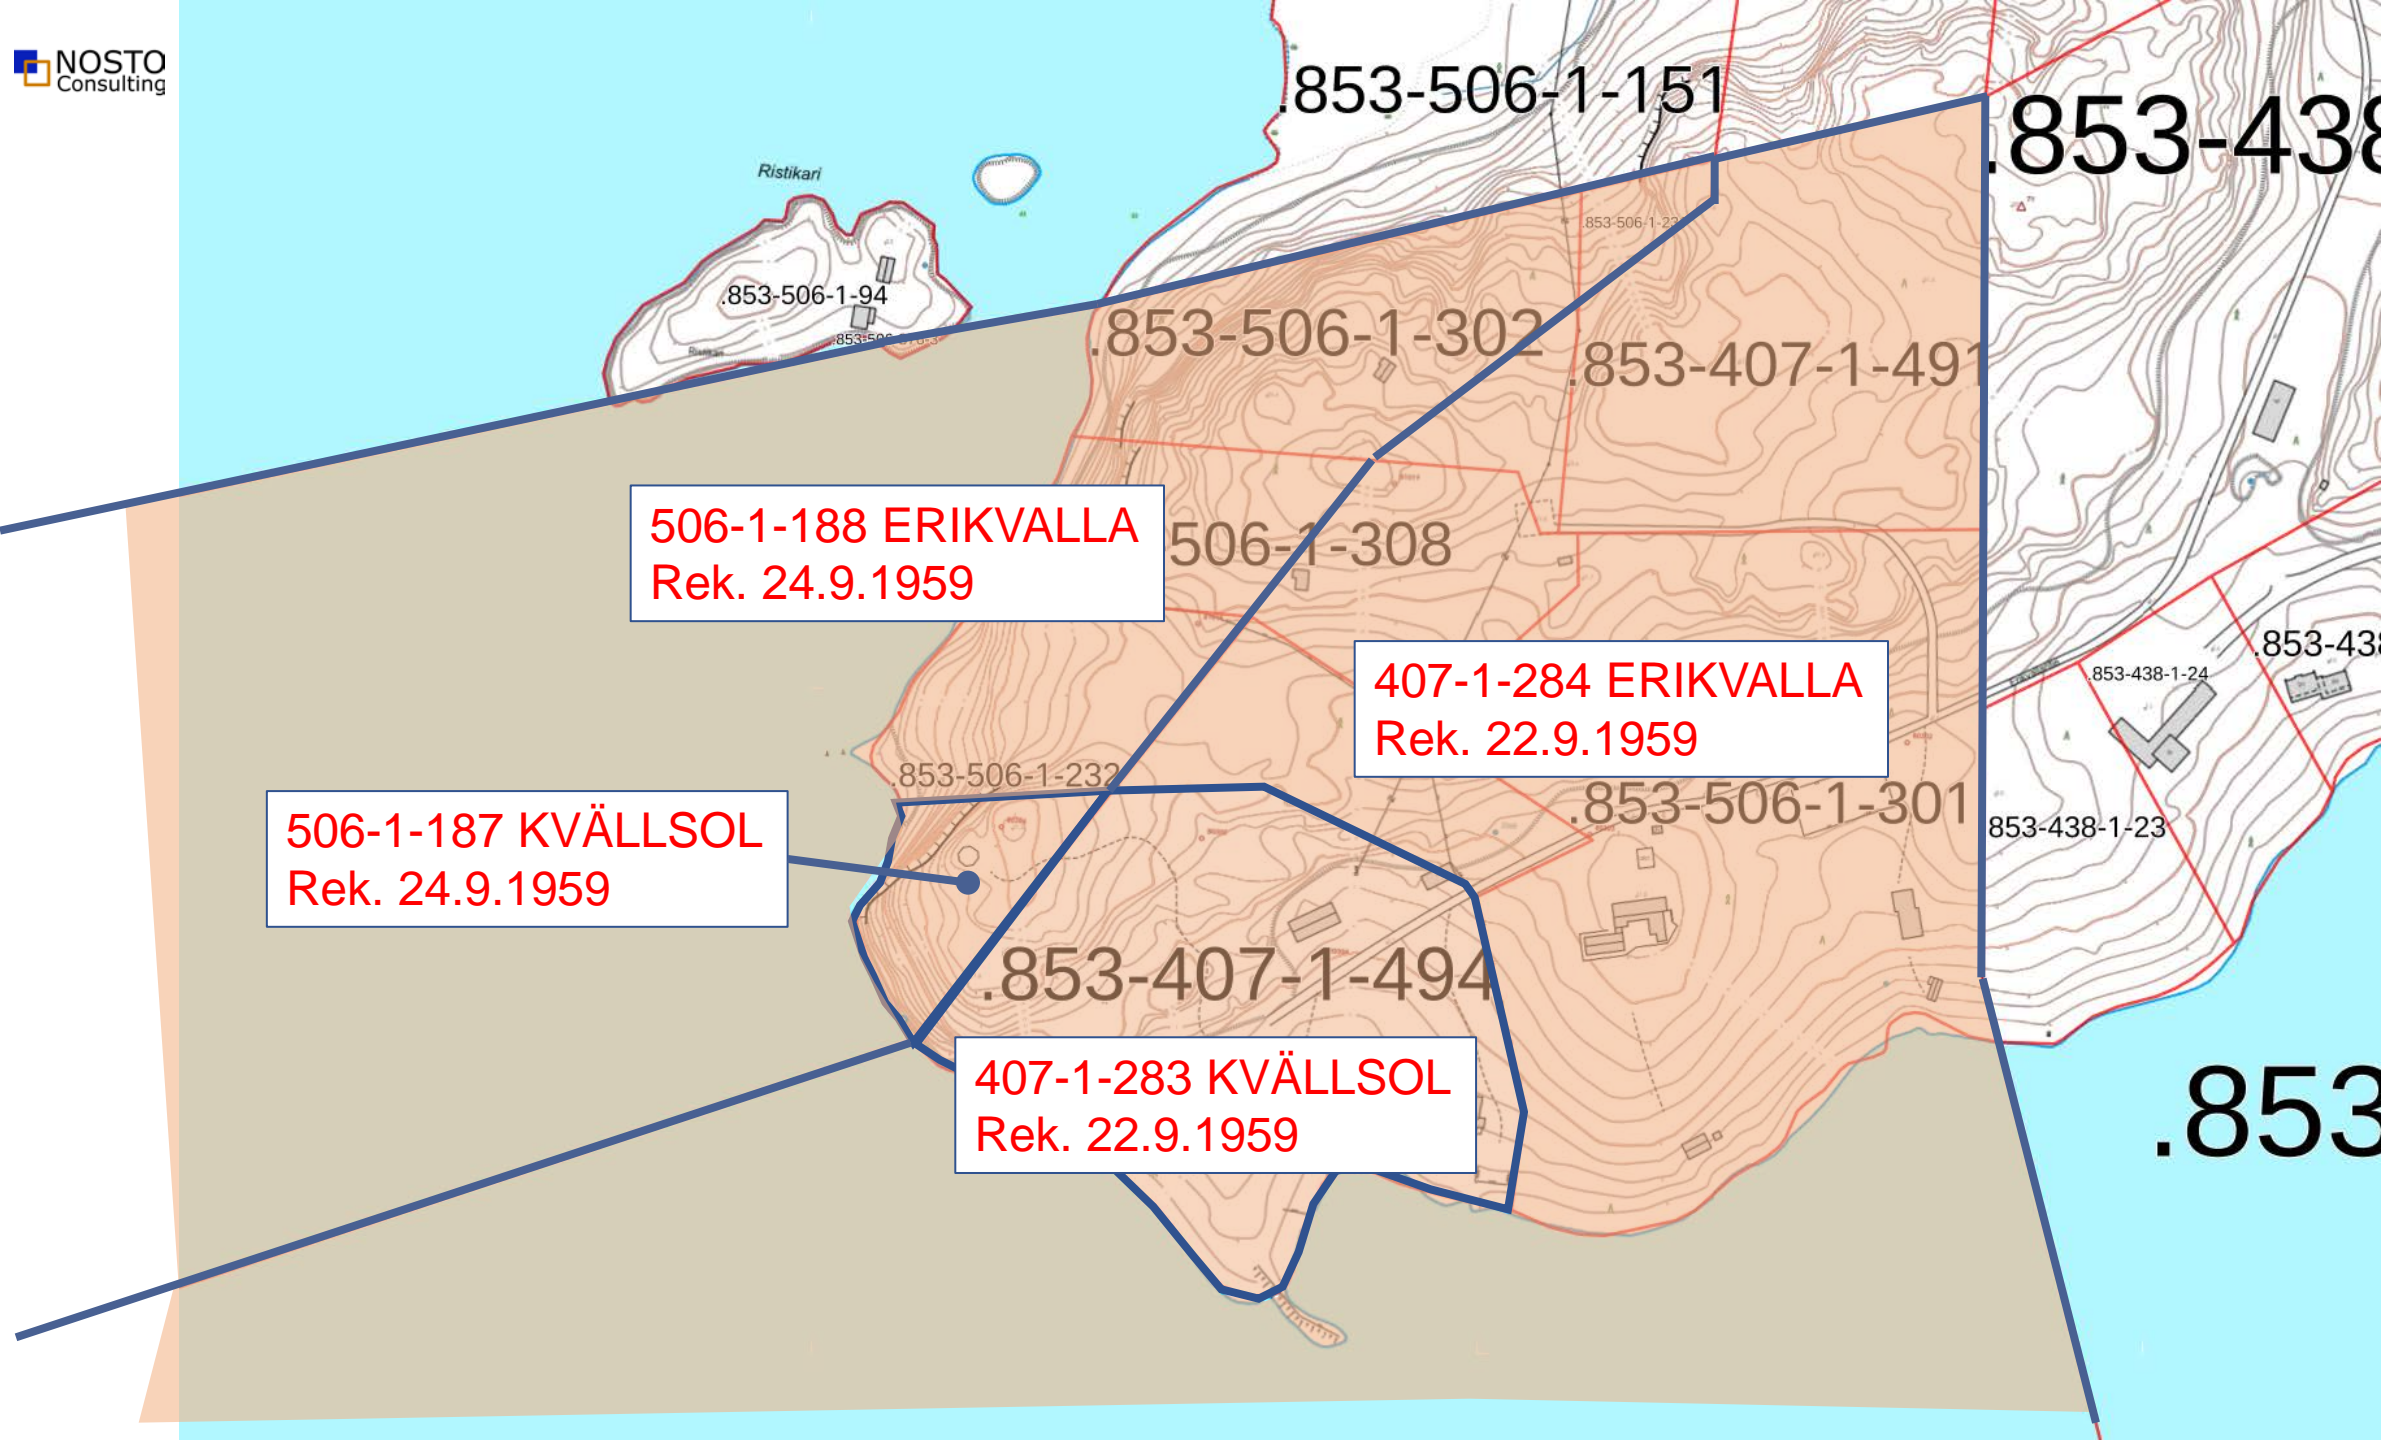 NOSTO
Consulting
.853-506-1-151
.853-438
Ristikari
.853-506-1-94
.853-506-1-302
.853-407-1-491
506-1-188 ERIKVALLA
Rek. 24.9.1959
506-1-308
407-1-284 ERIKVALLA
Rek. 22.9.1959
.853-438
.853-438-1-24
.853-506-1-232
506-1-187 KVÄLLSOL
Rek. 24.9.1959
.853-506-1-301
853-438-1-23
.853-407-1-494
407-1-283 KVÄLLSOL
Rek. 22.9.1959
.853